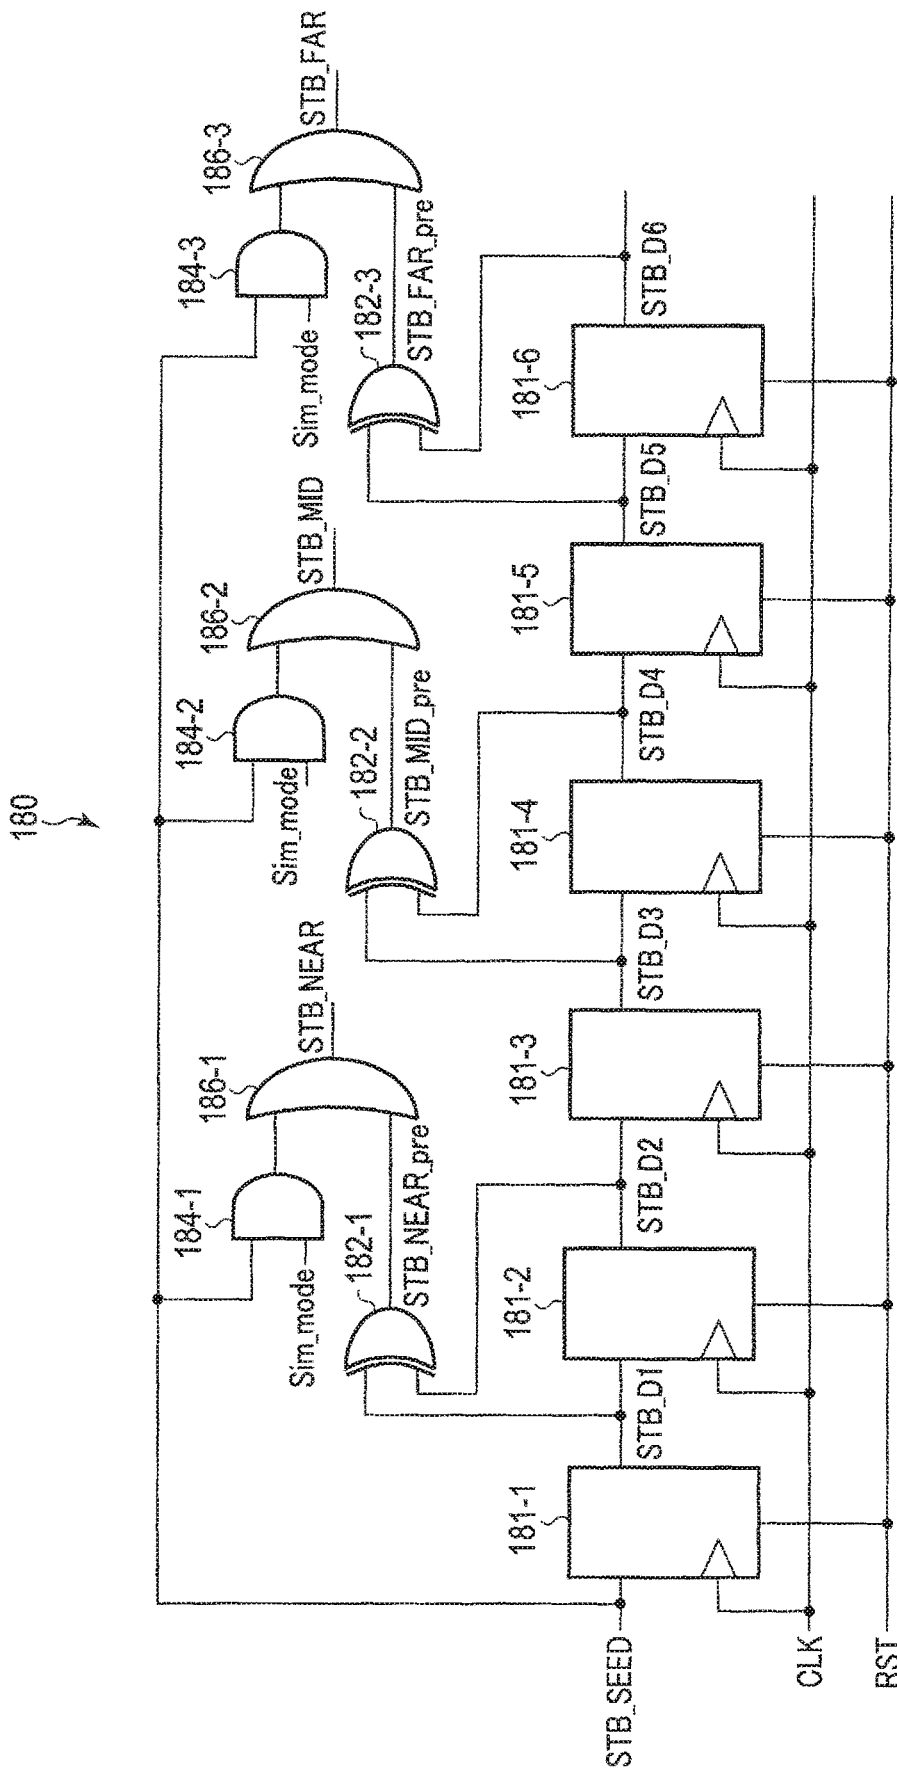 180
STB_NEAR
STB_MID
STB_FAR
186-1
186-2
186-3
184-1
184-2
184-3
Sim_mode
Sim_mode
Sim_mode
182-1
182-2
182-3
STB_NEAR_pre
STB_MID_pre
STB_FAR_pre
181-1
181-2
181-3
181-4
181-5
181-6
STB_SEED
STB_D1
STB_D2
STB_D3
STB_D4
STB_D5
STB_D6
CLK
RST